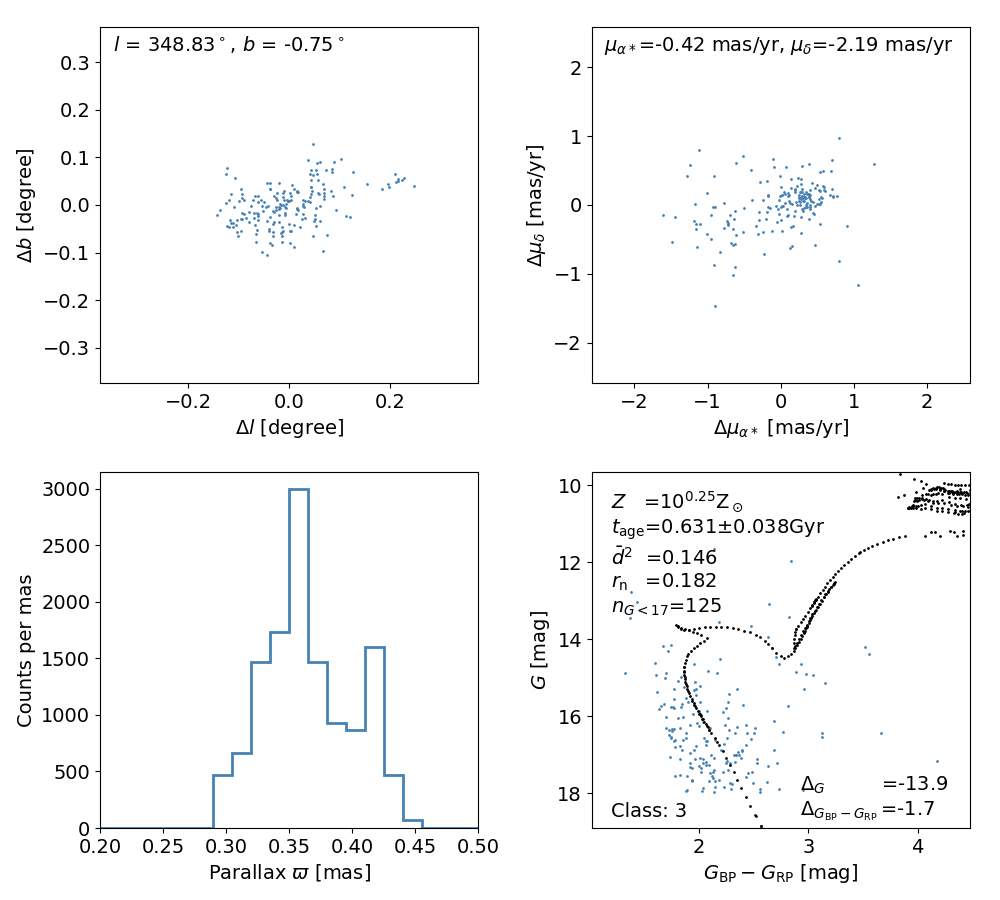 l = 348.83°, b = -0.75°
0.3
0.2
0.1
0.0
−0.1
−0.2
−0.3
Δb [degree]
−0.2 0.0 0.2
Δl [degree]
μα*=-0.42 mas/yr, μδ=-2.19 mas/yr
2
1
0
−1
−2
Δμδ [mas/yr]
−2 −1 0 1 2
Δμα* [mas/yr]
3000
2500
2000
1500
1000
500
0
Counts per mas
0.20 0.25 0.30 0.35 0.40 0.45 0.50
Parallax ϖ [mas]
10
12
14
16
18
G [mag]
Z =10^0.25 Z⊙
t_age=0.631±0.038Gyr
d̄² =0.146
r_n =0.182
n_G<17=125
Δ_G =-13.9
Δ_GBP−GRP =-1.7
Class: 3
2 3 4
G_BP − G_RP [mag]